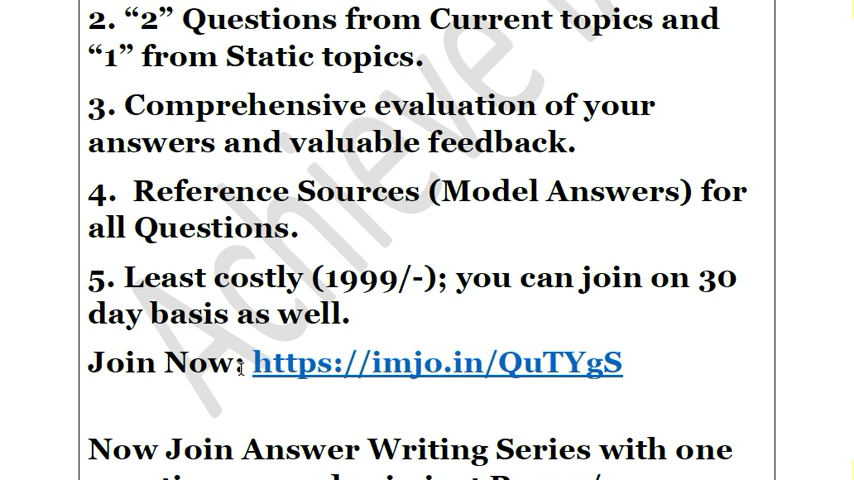 2. “2” Questions from Current topics and
“1” from Static topics.
3. Comprehensive evaluation of your
answers and valuable feedback.
4. Reference Sources (Model Answers) for
all Questions.
5. Least costly (1999/-); you can join on 30
day basis as well.
Join Now: https://imjo.in/QuTYgS
Now Join Answer Writing Series with one
Achieve